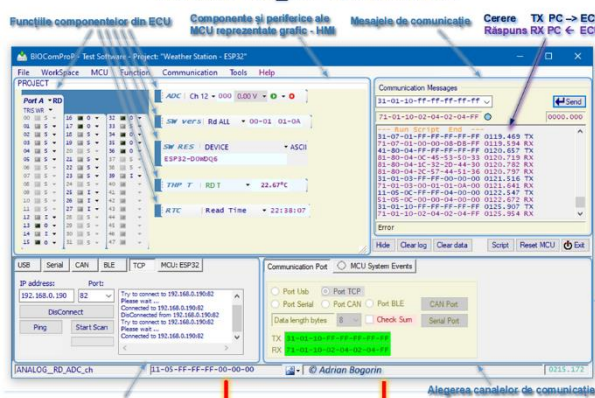 Funcțiile componentelor din ECU
Componente și periferice ale
MCU reprezentate grafic - HMI
Mesajele de comunicație
Cerere TX PC -> EC
Răspuns RX PC <- EC
BIOComProP - Test Software - Project: "Weather Station - ESP32"
File WorkSpace MCU Function Communication Tools Help
PROJECT
Port A RD
TRIS WR
ADC Ch 12 000 0.00 V 0 0
SW vers Rd ALL 00-01 01-0A
SW RES DEVICE ASCII
ESP32-D0WDQ6
TMP T RD T 22.67°C
RTC Read Time 22:38:07
Communication Messages
31-01-10-ff-ff-ff-ff-ff Send
71-01-10-02-04-02-04-FF 0000.000
--- Run Script End ---
31-07-01-FF-FF-FF-FF-FF 0119.469 TX
71-07-01-00-00-08-D8-FF 0119.594 RX
41-80-04-FF-FF-FF-FF-FF 0120.657 TX
81-80-04-0C-45-53-50-33 0120.719 RX
81-80-04-1C-32-2D-44-30 0120.782 RX
81-80-04-2C-57-44-51-36 0120.797 RX
31-01-03-FF-FF-00-00-00 0121.516 TX
71-01-03-00-01-01-0A-00 0121.641 RX
11-05-0C-FF-FF-04-00-00 0122.547 TX
51-05-0C-00-00-04-00-00 0122.672 RX
31-01-10-FF-FF-FF-FF-FF 0125.907 TX
71-01-10-02-04-02-04-FF 0125.954 RX
Error
Hide Clear log Clear data Script Reset MCU Exit
USB Serial CAN BLE TCP MCU: ESP32
IP address: Port:
192.168.0.190 82
DisConnect
Ping Start Scan
Try to connect to 192.168.0.190:82
Please wait ...
Connected to 192.168.0.190:82
DisConnected from 192.168.0.190:82
Try to connect to 192.168.0.190:82
Please wait ...
Connected to 192.168.0.190:82
Communication Port MCU System Events
Port Usb Port TCP
Port Serial Port CAN Port BLE CAN Port
Data length bytes 8 Check Sum Serial Port
TX 31-01-10-FF-FF-FF-FF-FF
RX 71-01-10-02-04-02-04-FF
ANALOG_RD_ADC_ch 11-05-FF-FF-FF-00-00-00 © Adrian Bogorin 0215.172
Alegerea canalelor de comunicație